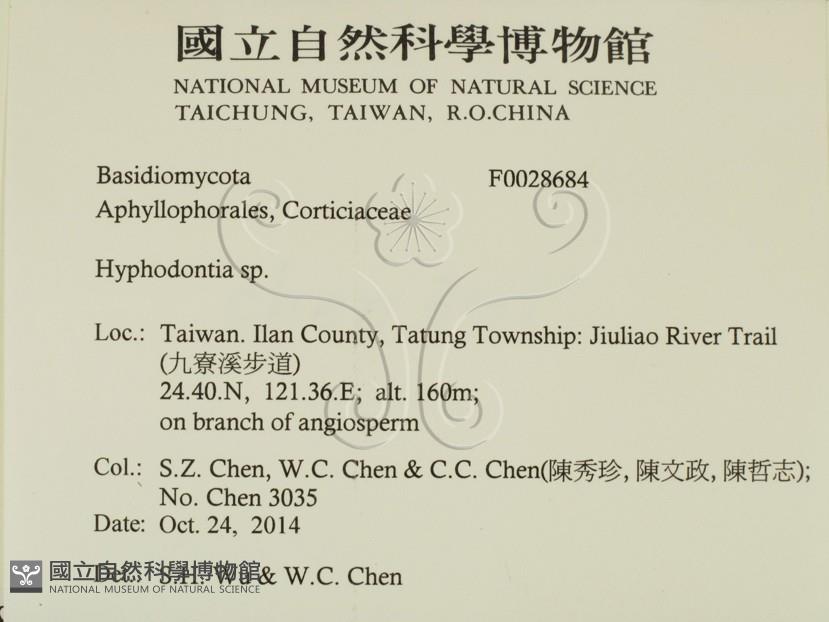 國立自然科學博物館
NATIONAL MUSEUM OF NATURAL SCIENCE
TAICHUNG, TAIWAN, R.O.CHINA
Basidiomycota F0028684
Aphyllophorales, Corticiaceae
Hyphodontia sp.
Loc.: Taiwan. Ilan County, Tatung Township: Jiuliao River Trail
(九寮溪步道)
24.40.N, 121.36.E; alt. 160m;
on branch of angiosperm
Col.: S.Z. Chen, W.C. Chen & C.C. Chen(陳秀珍, 陳文政, 陳哲志);
No. Chen 3035
Date: Oct. 24, 2014
Det.: S.H. Wu & W.C. Chen
國立自然科學博物館
NATIONAL MUSEUM OF NATURAL SCIENCE